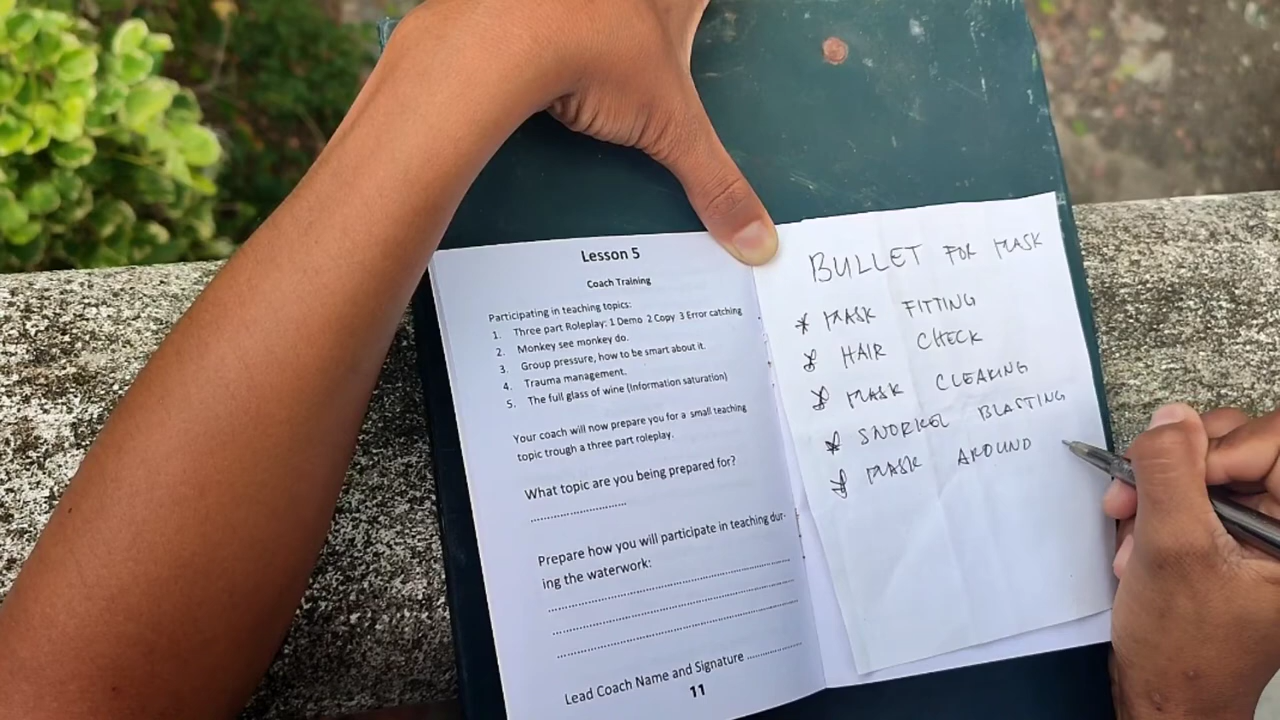 Lesson 5
Coach Training
Participating in teaching topics:
1. Three part Roleplay: 1 Demo 2 Copy 3 Error catching
2. Monkey see monkey do.
3. Group pressure, how to be smart about it.
4. Trauma management.
5. The full glass of wine (Information saturation)
Your coach will now prepare you for a small teaching
topic trough a three part roleplay.
What topic are you being prepared for?
............................
Prepare how you will participate in teaching dur-
ing the waterwork:
Lead Coach Name and Signature ...............
11
BULLET FOR MASK
* MASK FITTING
* HAIR CHECK
* MASK CLEARING
* SNORKEL BLASTING
* MASK AROUND